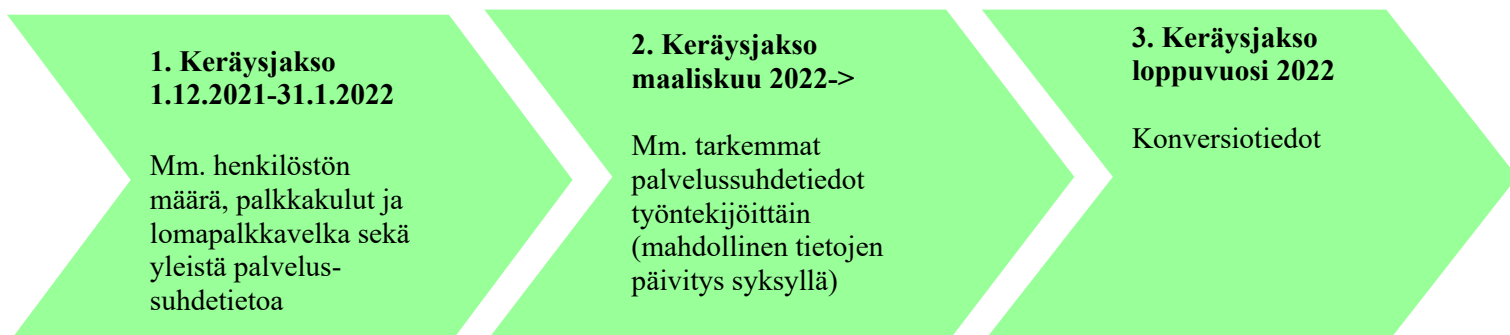 1. Keräysjakso
1.12.2021-31.1.2022
Mm. henkilöstön
määrä, palkkakulut ja
lomapalkkavelka sekä
yleistä palvelus-
suhdetietoa
2. Keräysjakso
maaliskuu 2022->
Mm. tarkemmat
palvelussuhdetiedot
työntekijöittäin
(mahdollinen tietojen
päivitys syksyllä)
3. Keräysjakso
loppuvuosi 2022
Konversiotiedot